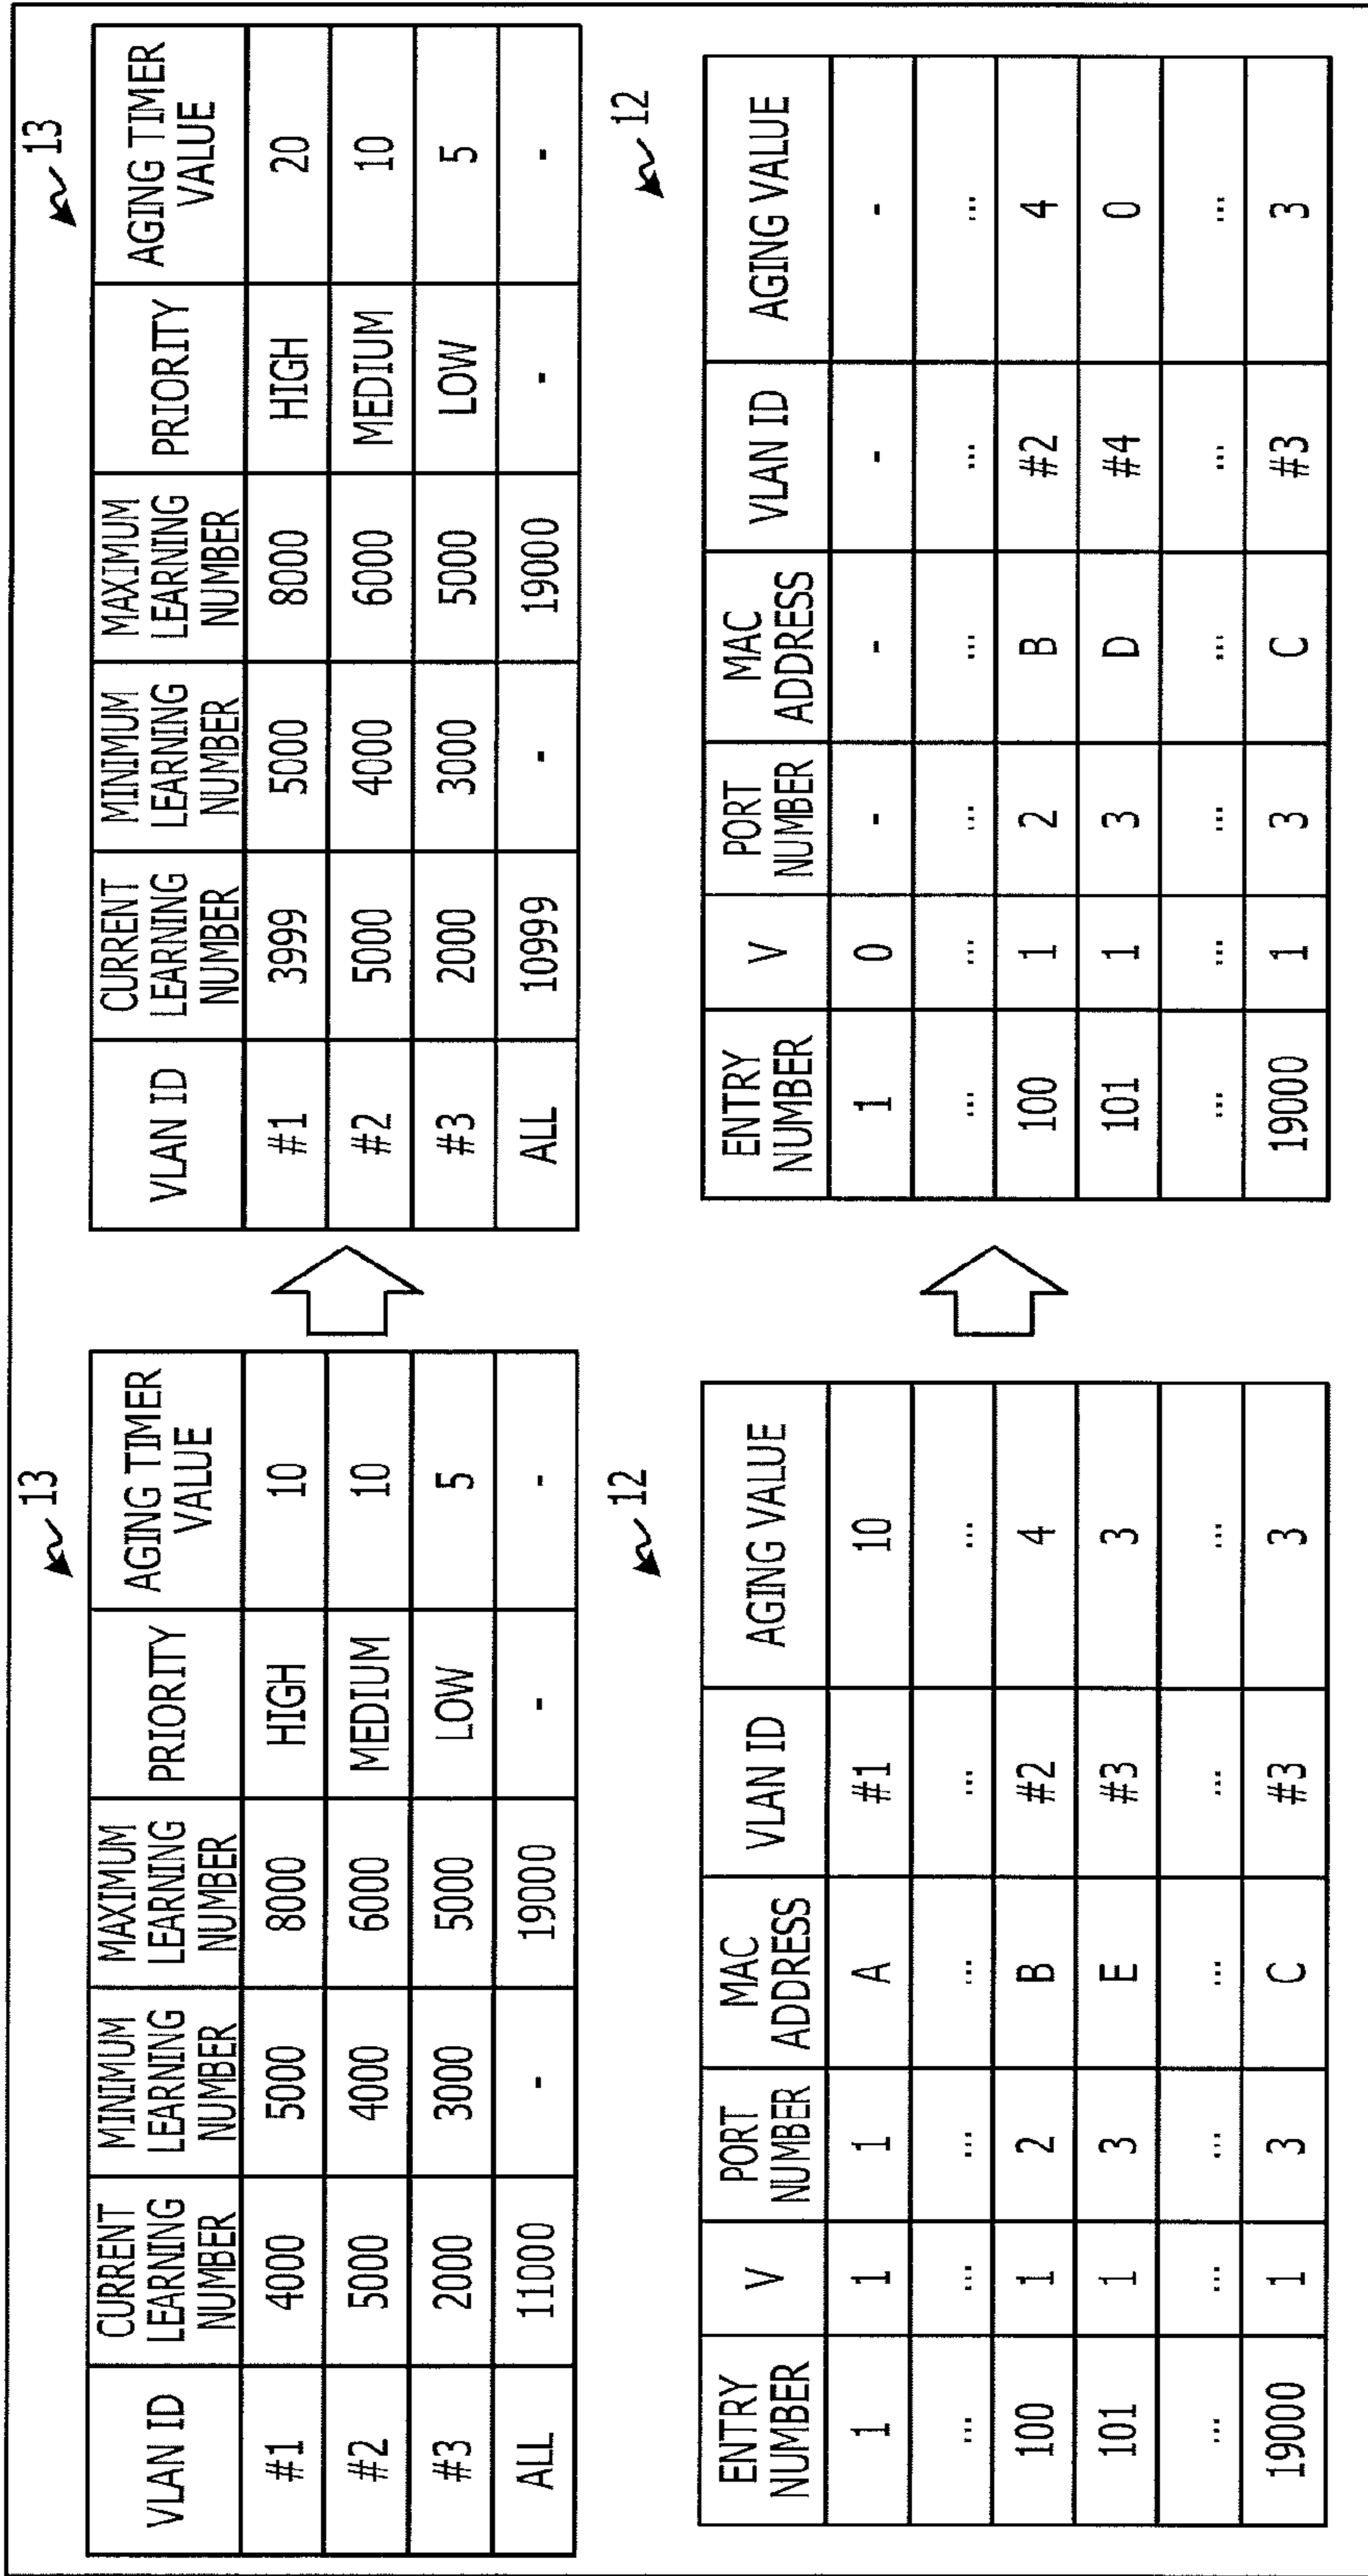 13
VLAN ID CURRENT LEARNING NUMBER MINIMUM LEARNING NUMBER MAXIMUM LEARNING NUMBER PRIORITY AGING TIMER VALUE
#1 4000 5000 8000 HIGH 10
#2 5000 4000 6000 MEDIUM 10
#3 2000 3000 5000 LOW 5
ALL 11000 - 19000 - -
13
VLAN ID CURRENT LEARNING NUMBER MINIMUM LEARNING NUMBER MAXIMUM LEARNING NUMBER PRIORITY AGING TIMER VALUE
#1 3999 5000 8000 HIGH 20
#2 5000 4000 6000 MEDIUM 10
#3 2000 3000 5000 LOW 5
ALL 10999 - 19000 - -
12
ENTRY NUMBER V PORT NUMBER MAC ADDRESS VLAN ID AGING VALUE
1 1 1 A #1 10
... ... ... ... ... ...
100 1 2 B #2 4
101 1 3 E #3 3
... ... ... ... ... ...
19000 1 3 C #3 3
12
ENTRY NUMBER V PORT NUMBER MAC ADDRESS VLAN ID AGING VALUE
1 0 - - - -
... ... ... ... ... ...
100 1 2 B #2 4
101 1 3 D #4 0
... ... ... ... ... ...
19000 1 3 C #3 3